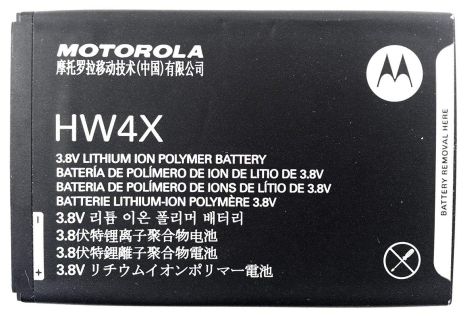 MOTOROLA
摩托罗拉移动技术(中国)有限公司
HW4X
3.8V LITHIUM ION POLYMER BATTERY
BATERÍA DE POLÍMERO DE ION DE LITIO DE 3.8V
BATERIA DE POLÍMERO DE IONS DE LÍTIO DE 3.8V
BATTERIE LITHIUM-ION POLYMÈRE 3.8V
3.8V 리튬 이온 폴리머 배터리
3.8伏特锂离子聚合物电池
3.8伏特鋰離子聚合物電池
3.8V リチウムイオンポリマー電池
BATTERY REMOVAL HERE
-
+